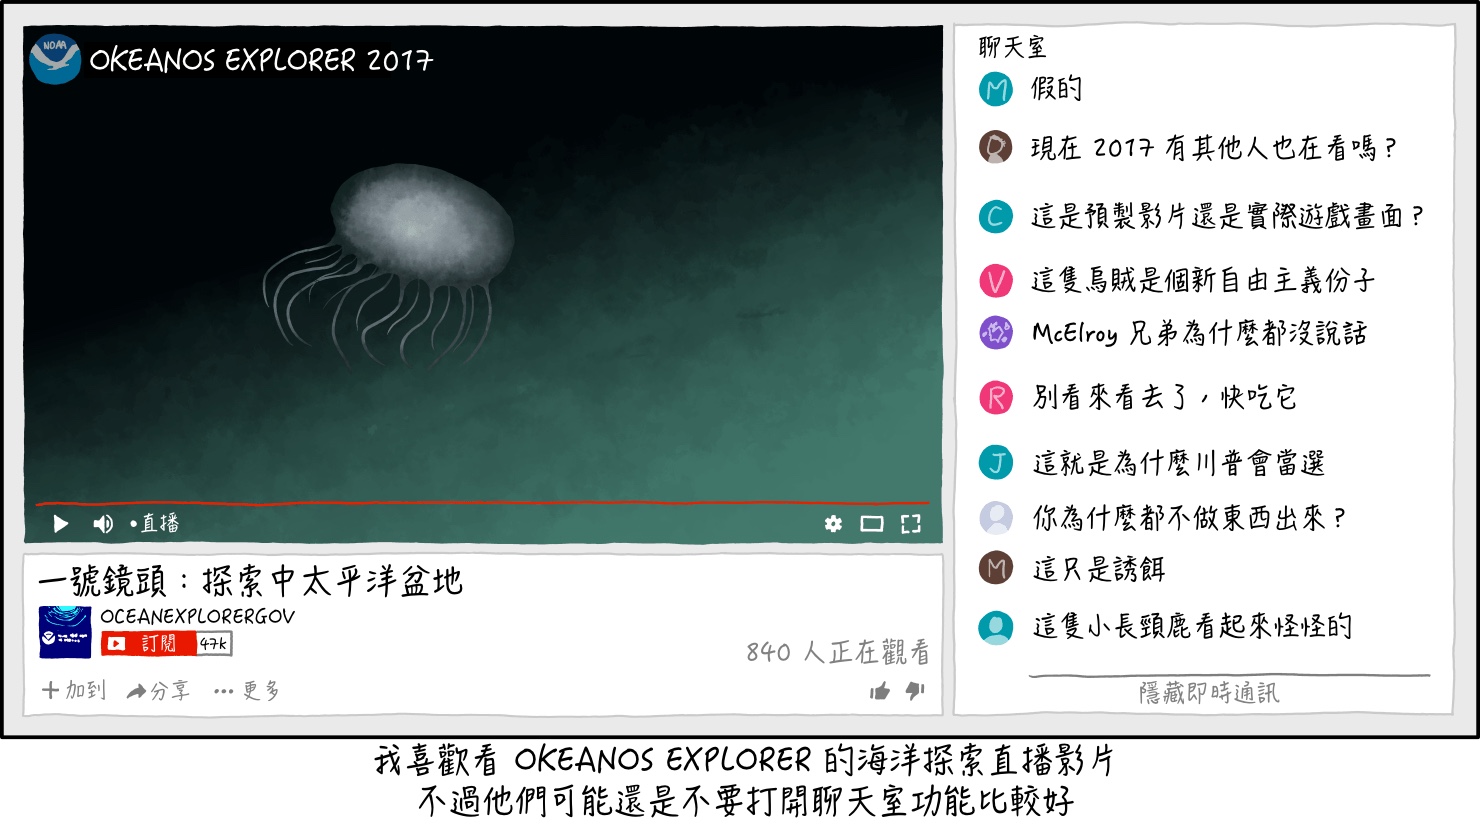 NOAA
OKEANOS EXPLORER 2017
•直播
一號鏡頭：探索中太平洋盆地
OCEANEXPLORERGOV
訂閱 47k
840 人正在觀看
+加到 分享 ••• 更多
聊天室
M 假的
現在 2017 有其他人也在看嗎？
C 這是預製影片還是實際遊戲畫面？
V 這隻烏賊是個新自由主義份子
McElroy 兄弟為什麼都沒說話
R 別看來看去了，快吃它
J 這就是為什麼川普會當選
你為什麼都不做東西出來？
M 這只是誘餌
這隻小長頸鹿看起來怪怪的
隱藏即時通訊
我喜歡看 OKEANOS EXPLORER 的海洋探索直播影片
不過他們可能還是不要打開聊天室功能比較好